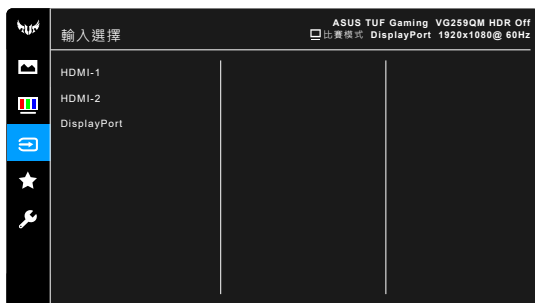 ASUS TUF Gaming VG259QM HDR Off
輸入選擇
比賽模式 DisplayPort 1920x1080@ 60Hz
HDMI-1
HDMI-2
DisplayPort